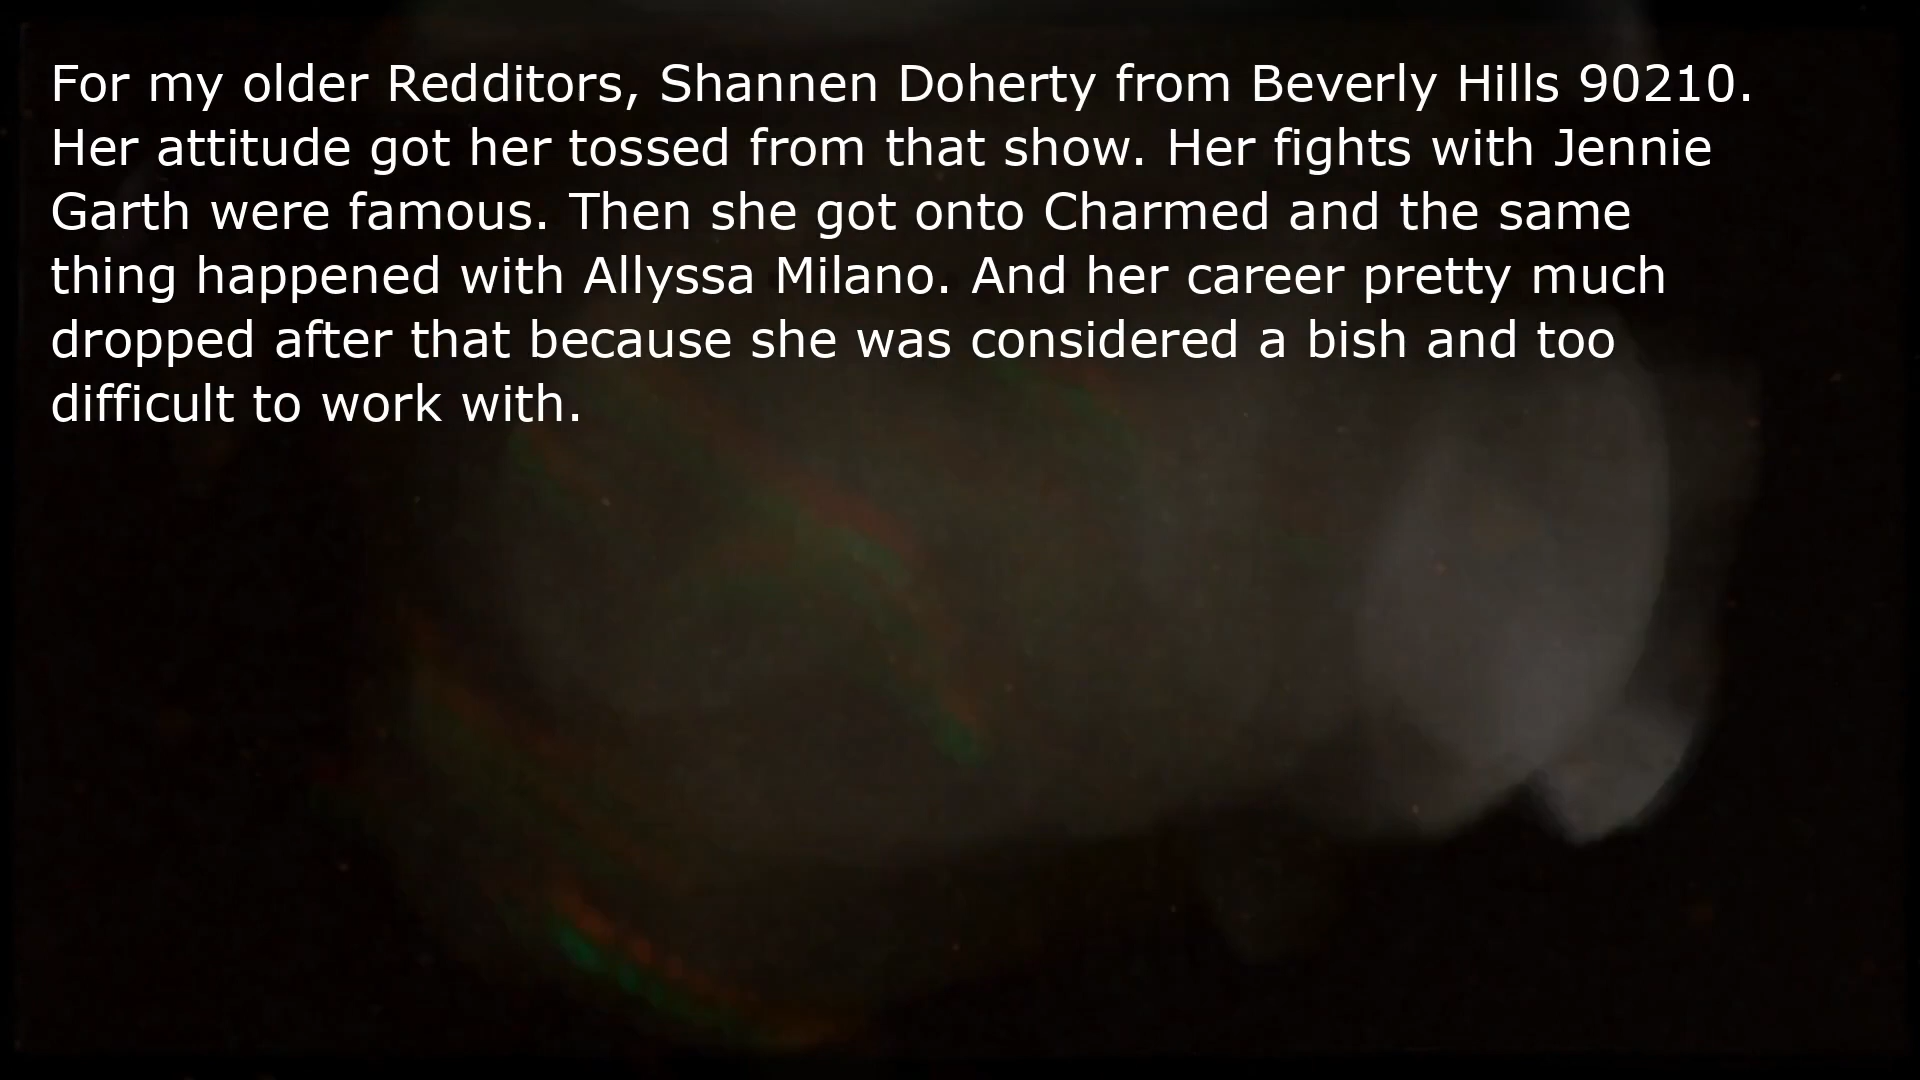 For my older Redditors, Shannen Doherty from Beverly Hills 90210.
Her attitude got her tossed from that show. Her fights with Jennie
Garth were famous. Then she got onto Charmed and the same
thing happened with Allyssa Milano. And her career pretty much
dropped after that because she was considered a bish and too
difficult to work with.